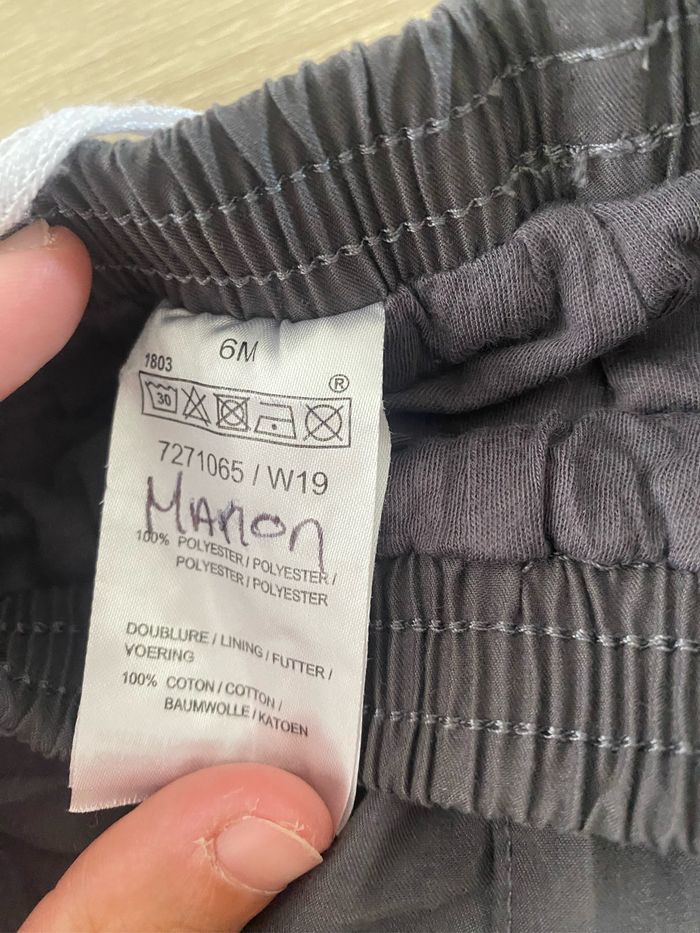 6M
1803
®
30
7271065 / W19
Manon
100% POLYESTER / POLYESTER /
POLYESTER / POLYESTER
DOUBLURE / LINING / FUTTER /
VOERING
100% COTON / COTTON /
BAUMWOLLE / KATOEN